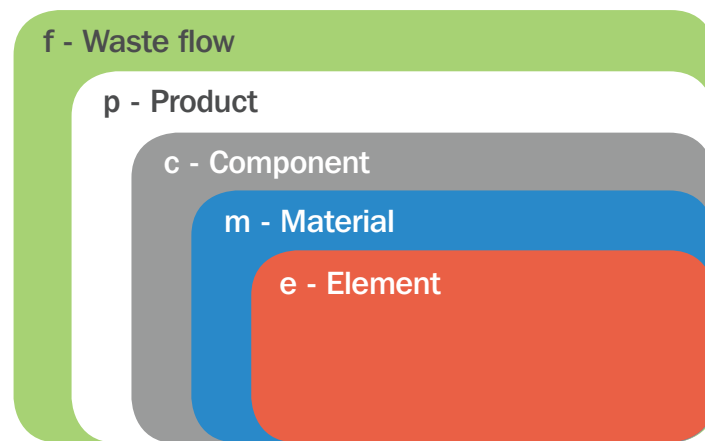 f - Waste flow
p - Product
c - Component
m - Material
e - Element